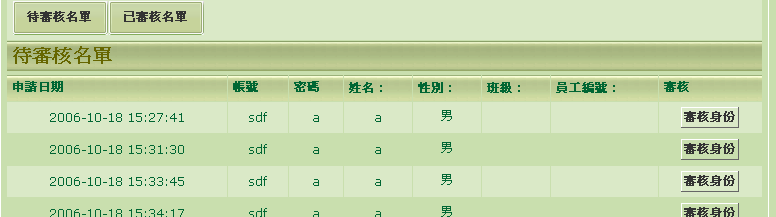 待審核名單 已審核名單
待審核名單
申請日期 帳號 密碼 姓名： 性別： 班級： 員工編號： 審核
2006-10-18 15:27:41 sdf a a 男 審核身份
2006-10-18 15:31:30 sdf a a 男 審核身份
2006-10-18 15:33:45 sdf a a 男 審核身份
2006-10-18 15:34:17 sdf a a 男 審核身份